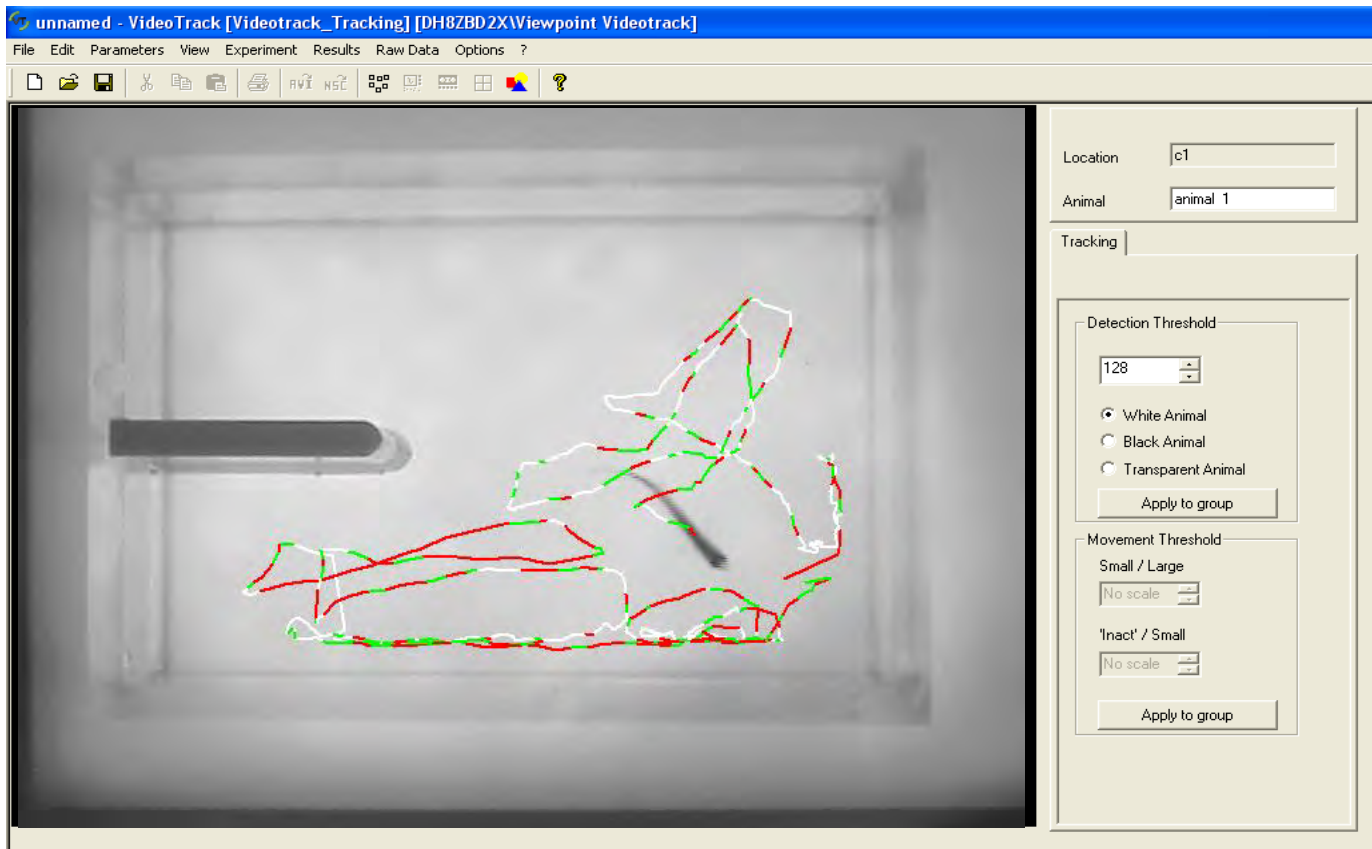 unnamed - VideoTrack [Videotrack_Tracking] [DH8ZBD2X\Viewpoint Videotrack]
File Edit Parameters View Experiment Results Raw Data Options ?
AVI NSC
Location c1
Animal animal 1
Tracking
Detection Threshold
128
White Animal
Black Animal
Transparent Animal
Apply to group
Movement Threshold
Small / Large
No scale
'Inact' / Small
No scale
Apply to group